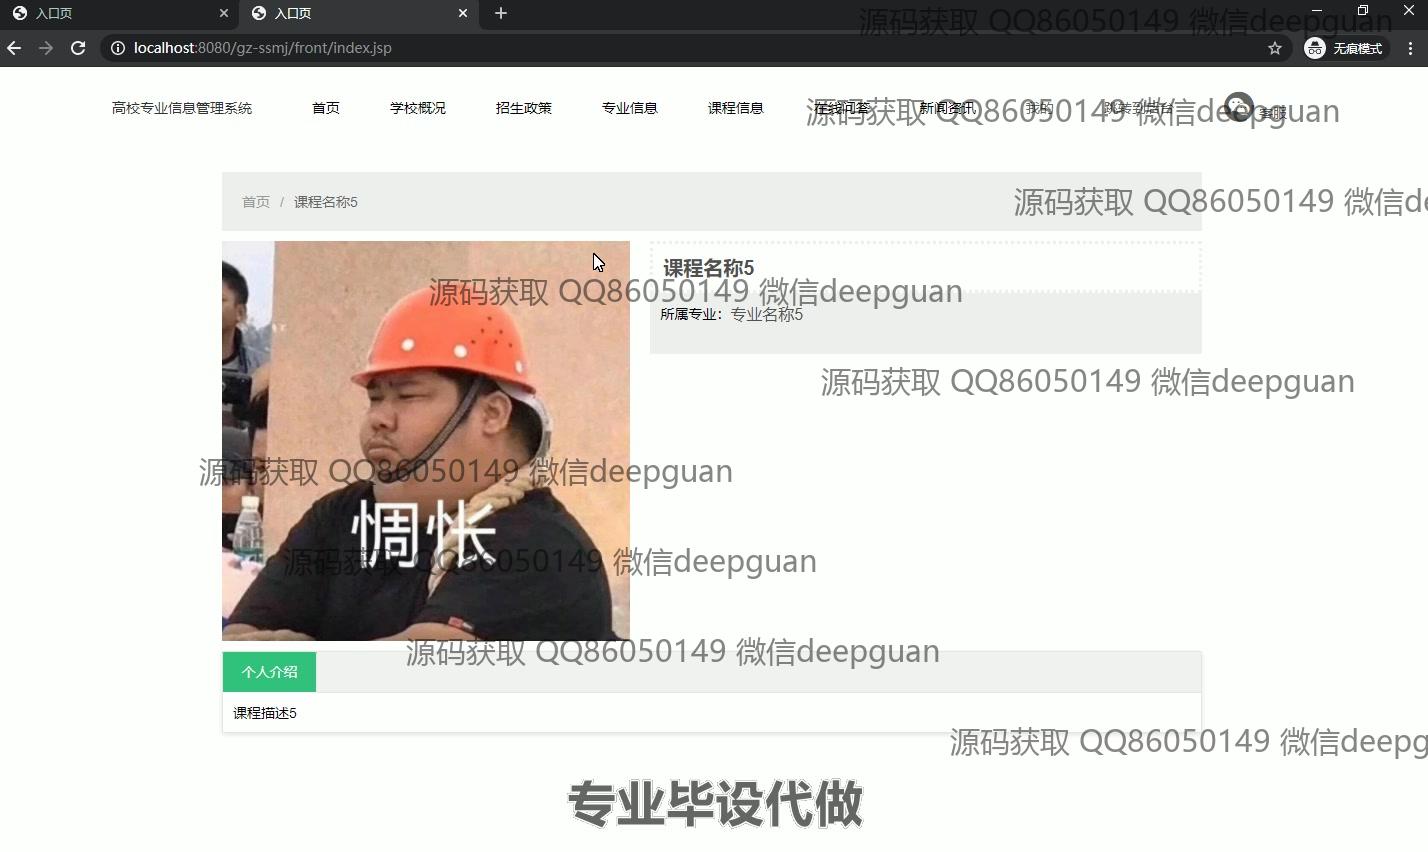 入口页
入口页
源码获取 QQ86050149 微信deepguan
localhost:8080/gz-ssmj/front/index.jsp
无痕模式
高校专业信息管理系统 首页 学校概况 招生政策 专业信息 课程信息 在线问答 新闻资讯 我的 跳转到后台 客服
源码获取 QQ86050149 微信deepguan
首页 / 课程名称5
源码获取 QQ86050149 微信de
课程名称5
源码获取 QQ86050149 微信deepguan
所属专业：专业名称5
源码获取 QQ86050149 微信deepguan
源码获取 QQ86050149 微信deepguan
惆怅
源码获取 QQ86050149 微信deepguan
源码获取 QQ86050149 微信deepguan
个人介绍
课程描述5
源码获取 QQ86050149 微信deepg
专业毕设代做